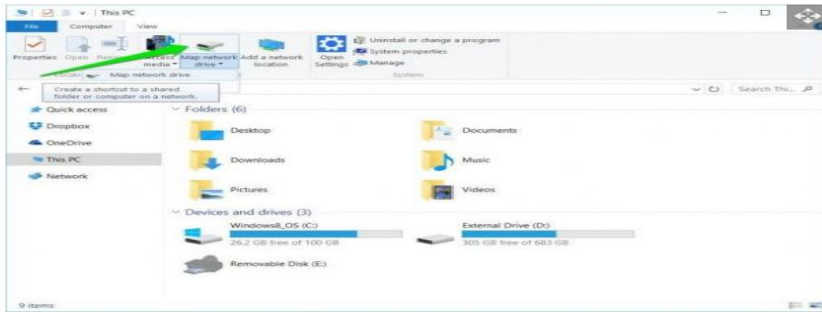 This PC
File Computer View
Properties Open media Map network drive Add a network location Open Settings Uninstall or change a program
System properties
Manage
Map network drive System
Create a shortcut to a shared folder or computer on a network.
Search Thi...
Quick access
Dropbox
OneDrive
This PC
Network
Folders (6)
Desktop Documents
Downloads Music
Pictures Videos
Devices and drives (3)
Windows8_OS (C:) External Drive (D:)
26.2 GB free of 100 GB 305 GB free of 683 GB
Removable Disk (E:)
9 items